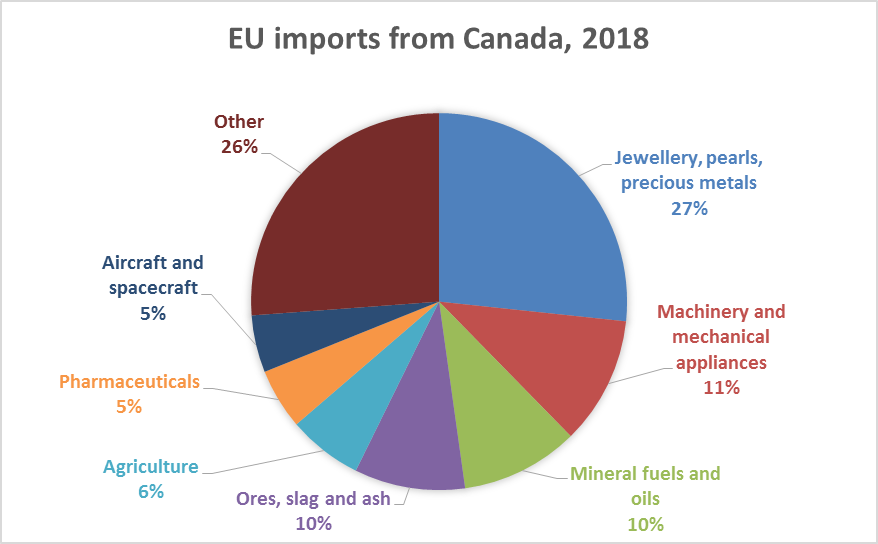 EU imports from Canada, 2018
Other
26%
Jewellery, pearls,
precious metals
27%
Aircraft and
spacecraft
5%
Machinery and
mechanical
appliances
11%
Pharmaceuticals
5%
Agriculture
6%
Ores, slag and ash
10%
Mineral fuels and
oils
10%